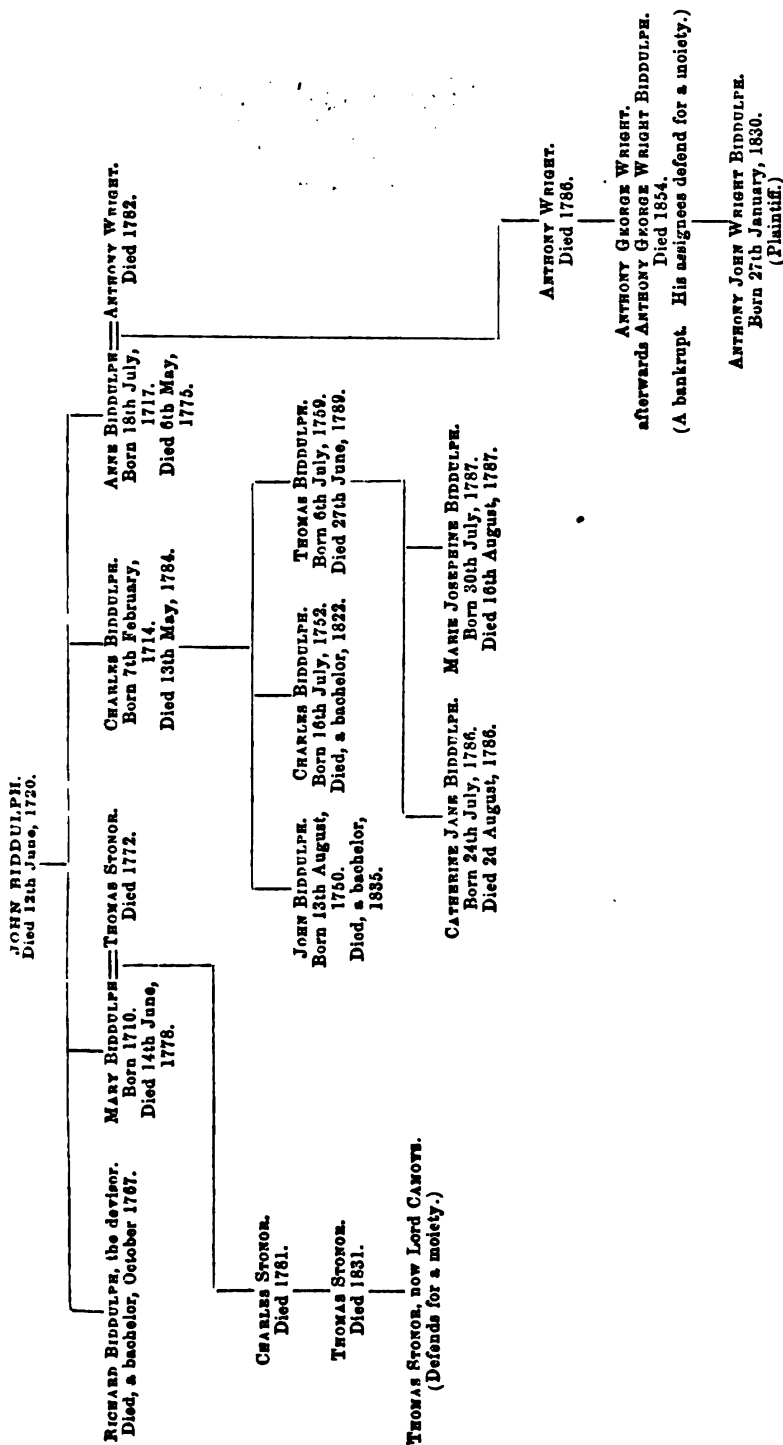 JOHN BIDDULPH.
Died 12th June, 1720.
RICHARD BIDDULPH, the devisor.
Died, a bachelor, October 1767.
MARY BIDDULPH══THOMAS STONOR.
Born 1710.
Died 14th June,
1778.
Died 1772.
CHARLES BIDDULPH.
Born 7th February,
1714.
Died 13th May, 1784.
ANNE BIDDULPH══ANTHONY WRIGHT.
Born 18th July,
1717.
Died 6th May,
1775.
Died 1782.
CHARLES STONOR.
Died 1781.
THOMAS STONOR.
Died 1831.
THOMAS STONOR, now Lord CAMOYS.
(Defends for a moiety.)
JOHN BIDDULPH.
Born 13th August,
1750.
Died, a bachelor,
1835.
CHARLES BIDDULPH.
Born 16th July, 1752.
Died, a bachelor, 1822.
THOMAS BIDDULPH.
Born 6th July, 1759.
Died 27th June, 1789.
CATHERINE JANE BIDDULPH.
Born 24th July, 1786.
Died 2d August, 1786.
MARIE JOSEPHINE BIDDULPH.
Born 30th July, 1787.
Died 16th August, 1787.
ANTHONY WRIGHT.
Died 1786.
ANTHONY GEORGE WRIGHT.
afterwards ANTHONY GEORGE WRIGHT BIDDULPH.
Died 1854.
(A bankrupt. His assignees defend for a moiety.)
ANTHONY JOHN WRIGHT BIDDULPH.
Born 27th January, 1830.
(Plaintiff.)